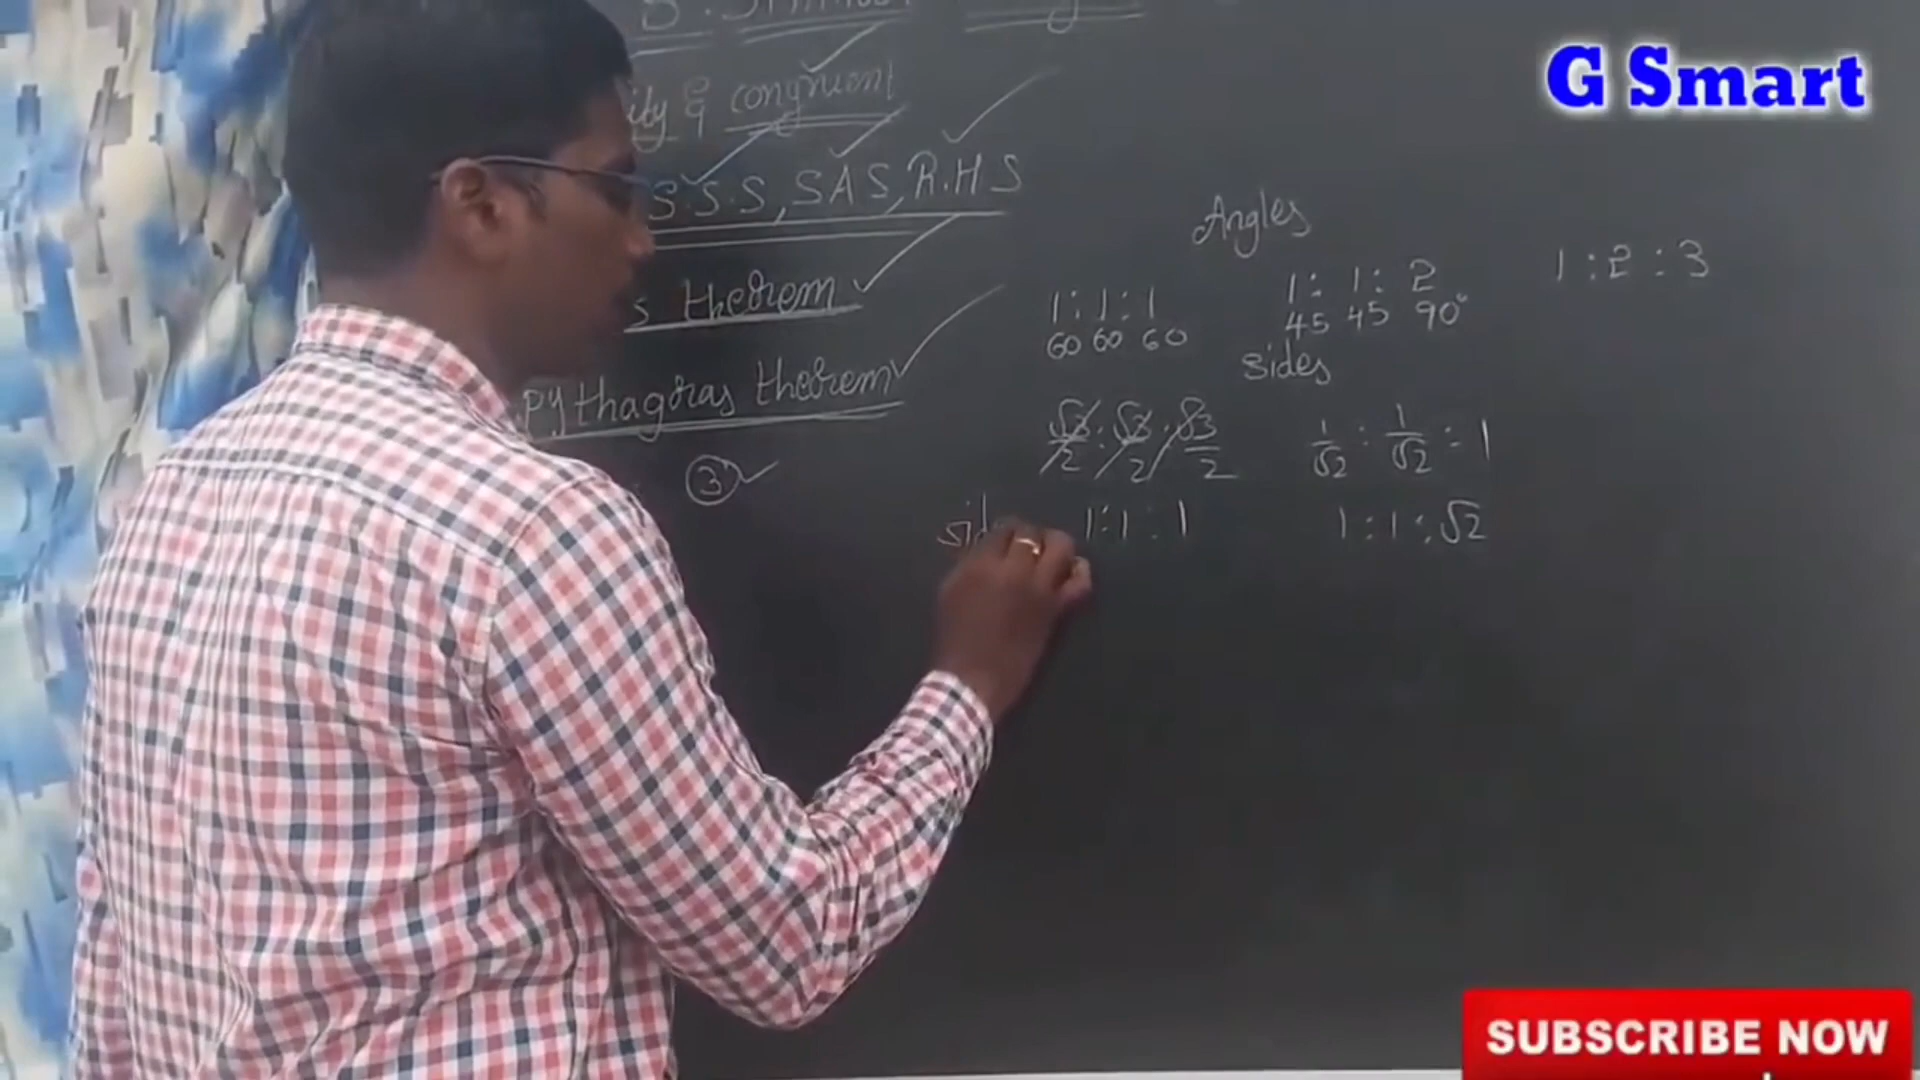 G Smart
congruent
S.S.S, SAS, R.H S
s theorem
pythagoras theorem
3
Angles
1:1:1
60 60 60
1: 1: 2
45 45 90°
1:2:3
sides
√3/2 : √3/2 : √3/2
1/√2 : 1/√2 : 1
1:1:1
1:1:√2
SUBSCRIBE NOW